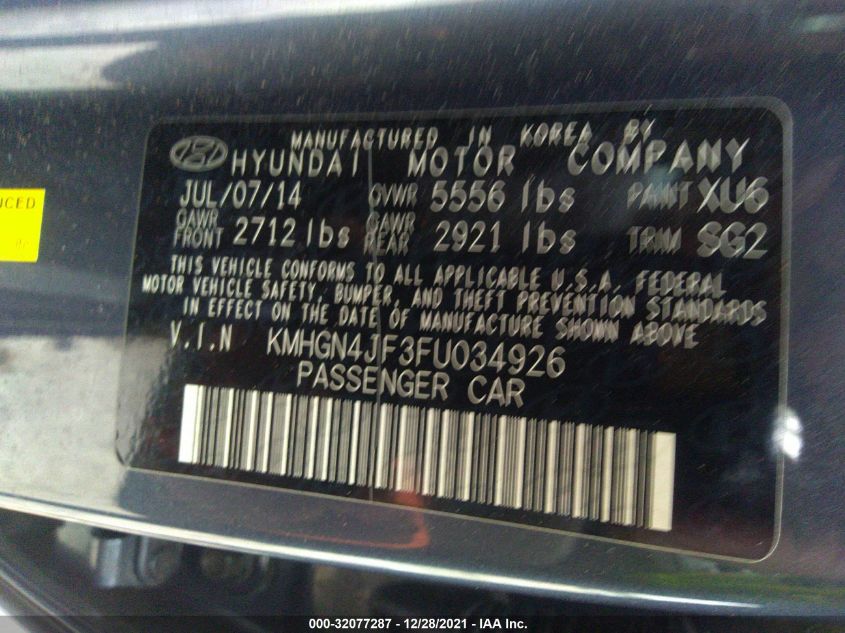 NCED
MANUFACTURED IN KOREA BY
HYUNDAI MOTOR COMPANY
JUL/07/14 GVWR 5556 lbs PAINT XU6
GAWR FRONT 2712 lbs GAWR REAR 2921 lbs TRIM SG2
THIS VEHICLE CONFORMS TO ALL APPLICABLE U.S.A. FEDERAL
MOTOR VEHICLE SAFETY, BUMPER, AND THEFT PREVENTION STANDARDS
IN EFFECT ON THE DATE OF MANUFACTURE SHOWN ABOVE
V.I.N KMHGN4JF3FU034926
PASSENGER CAR
000-32077287 - 12/28/2021 - IAA Inc.